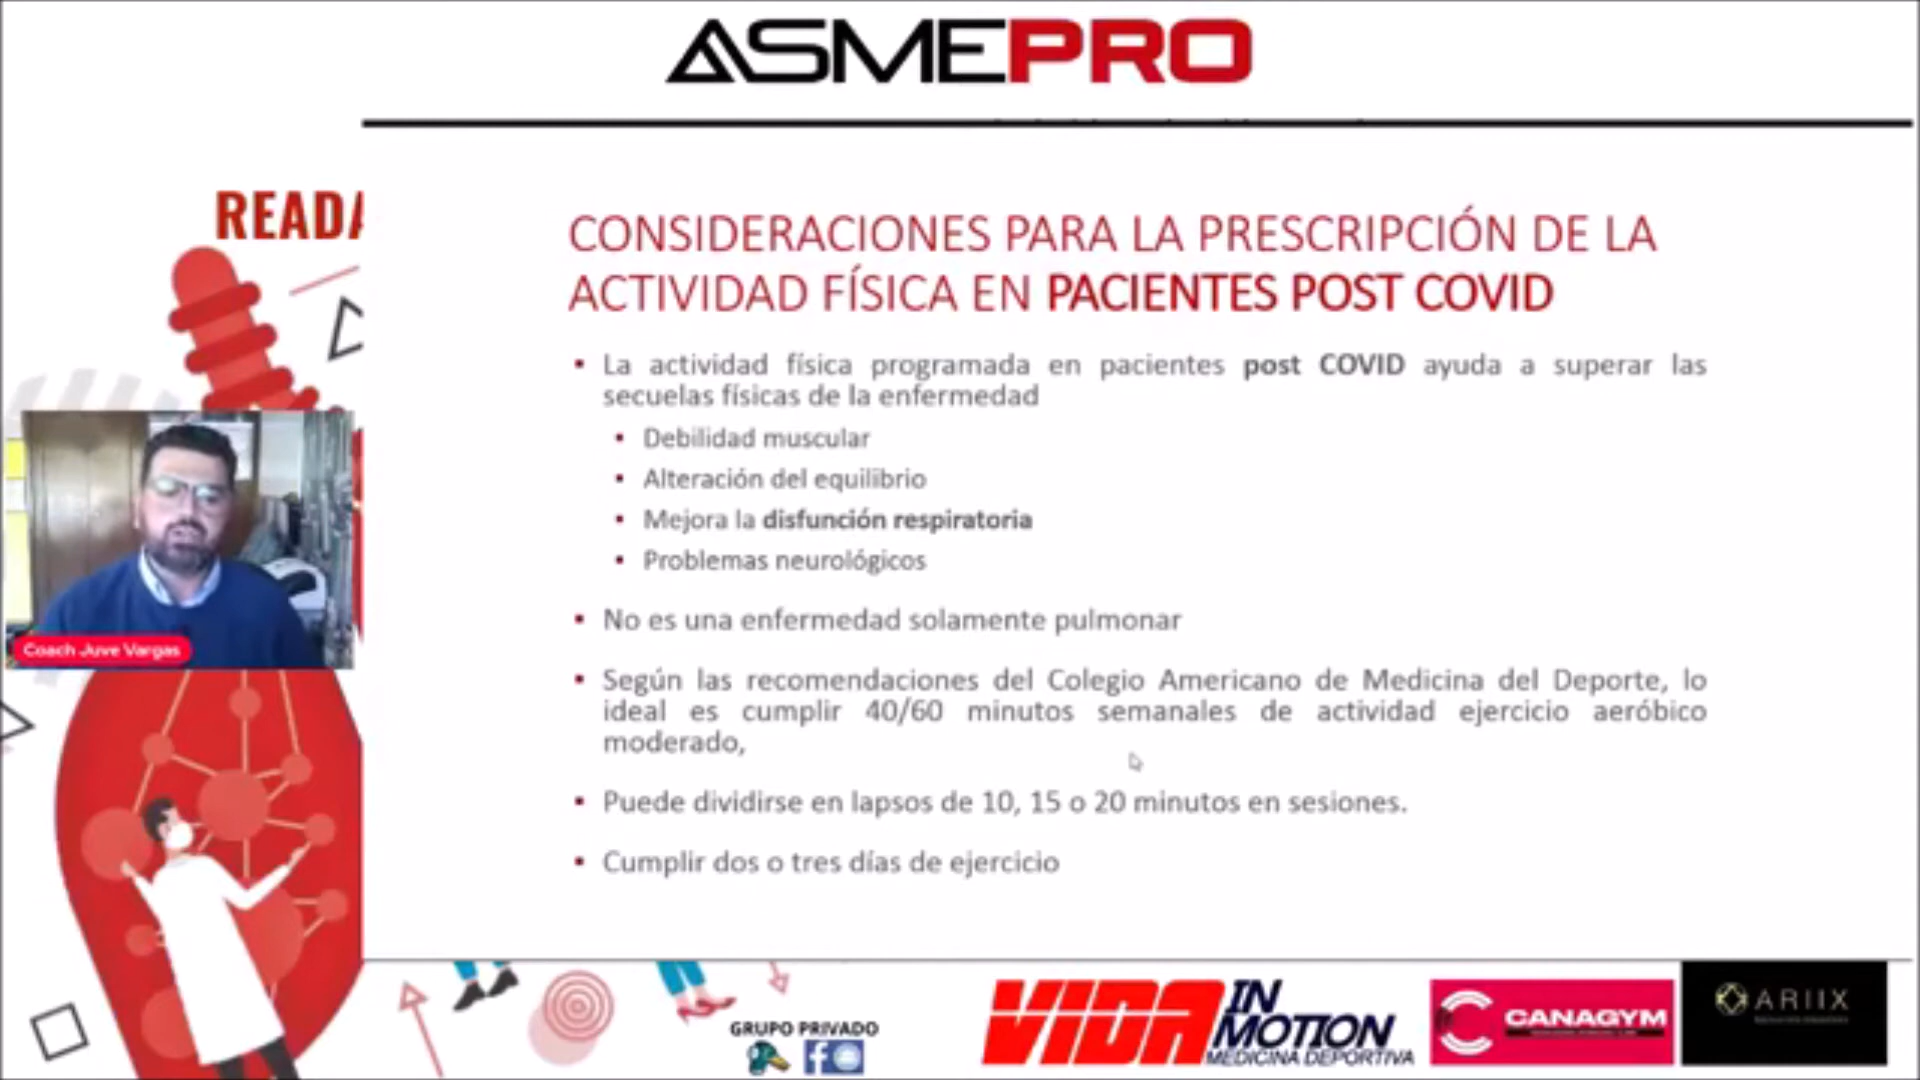 ASMEPRO
READA
CONSIDERACIONES PARA LA PRESCRIPCIÓN DE LA
ACTIVIDAD FÍSICA EN PACIENTES POST COVID
▪ La actividad física programada en pacientes post COVID ayuda a superar las
secuelas físicas de la enfermedad
▪ Debilidad muscular
▪ Alteración del equilibrio
▪ Mejora la disfunción respiratoria
▪ Problemas neurológicos
▪ No es una enfermedad solamente pulmonar
▪ Según las recomendaciones del Colegio Americano de Medicina del Deporte, lo
ideal es cumplir 40/60 minutos semanales de actividad ejercicio aeróbico
moderado,
▪ Puede dividirse en lapsos de 10, 15 o 20 minutos en sesiones.
▪ Cumplir dos o tres días de ejercicio
Coach Juve Vargas
GRUPO PRIVADO
VIDA IN
MOTION
MEDICINA DEPORTIVA
CANAGYM
ARIIX